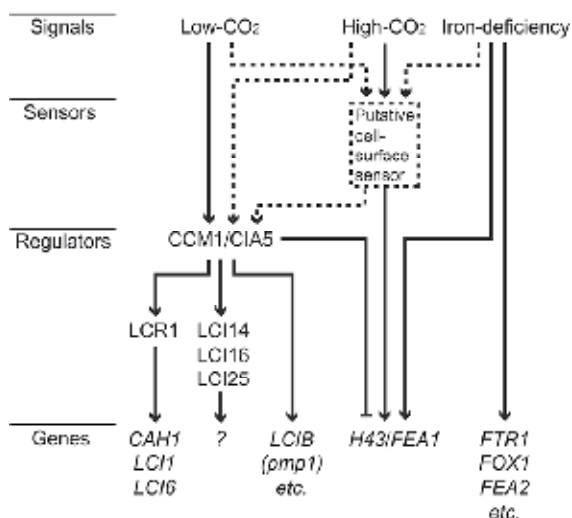 Signals Low-CO2 High-CO2 Iron-deficiency
Sensors
Putative
cell-
surface
sensor
Regulators CCM1/CIA5
LCR1 LCI14
LCI16
LCI25
Genes CAH1 ? LCIB H43/FEA1 FTR1
LCI1 (pmp1) FOX1
LCI6 etc. FEA2
etc.